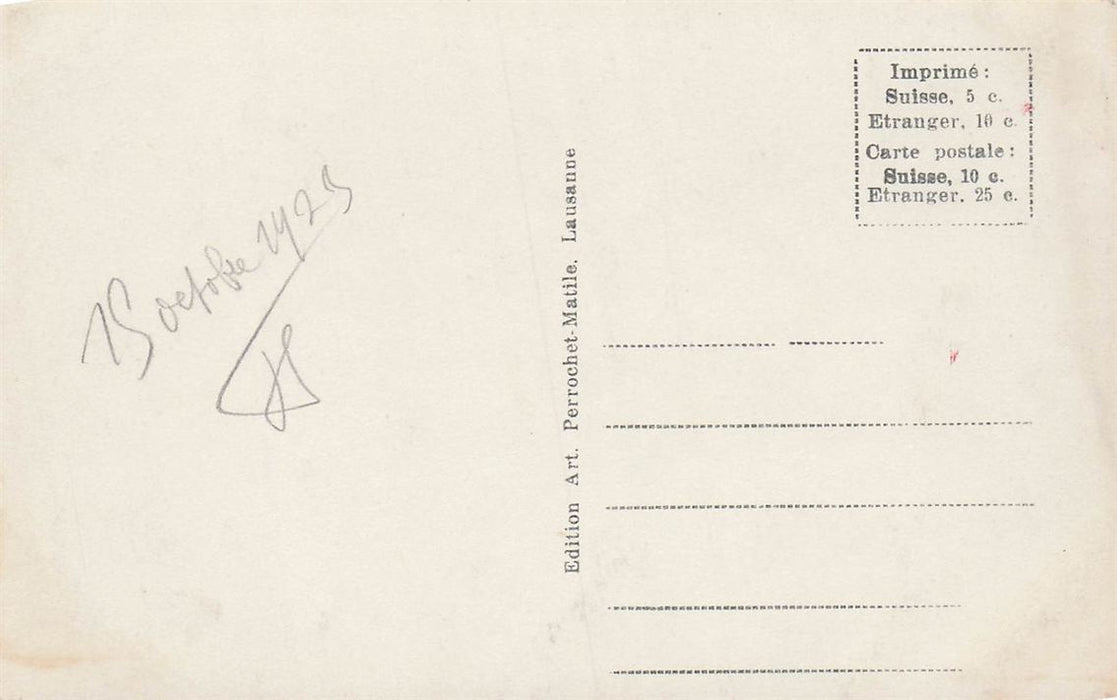 15 octobre 1923
Edition Art. Perrochet-Matile, Lausanne
Imprimé :
Suisse, 5 c.
Etranger, 10 c.
Carte postale :
Suisse, 10 c.
Etranger, 25 c.